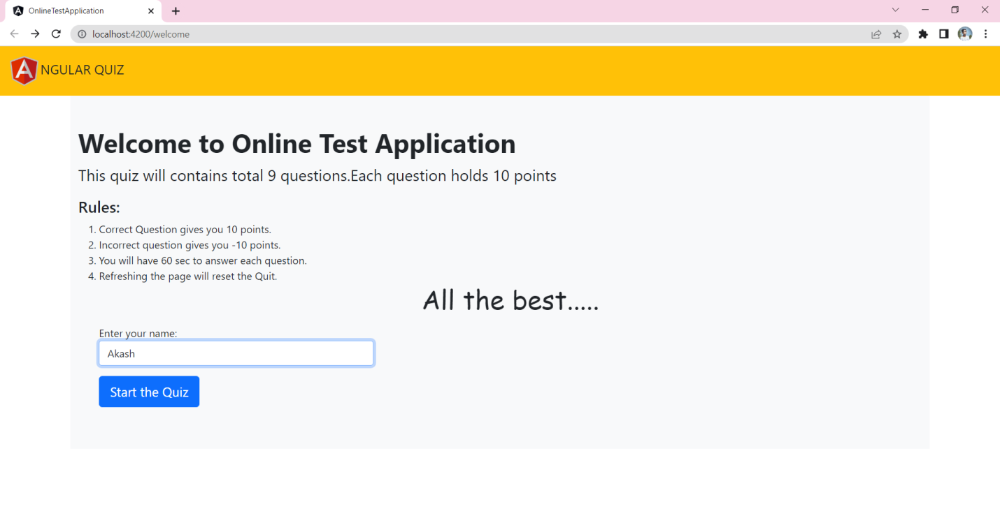 OnlineTestApplication
localhost:4200/welcome
A NGULAR QUIZ
Welcome to Online Test Application
This quiz will contains total 9 questions.Each question holds 10 points
Rules:
1. Correct Question gives you 10 points.
2. Incorrect question gives you -10 points.
3. You will have 60 sec to answer each question.
4. Refreshing the page will reset the Quit.
All the best.....
Enter your name:
Akash
Start the Quiz